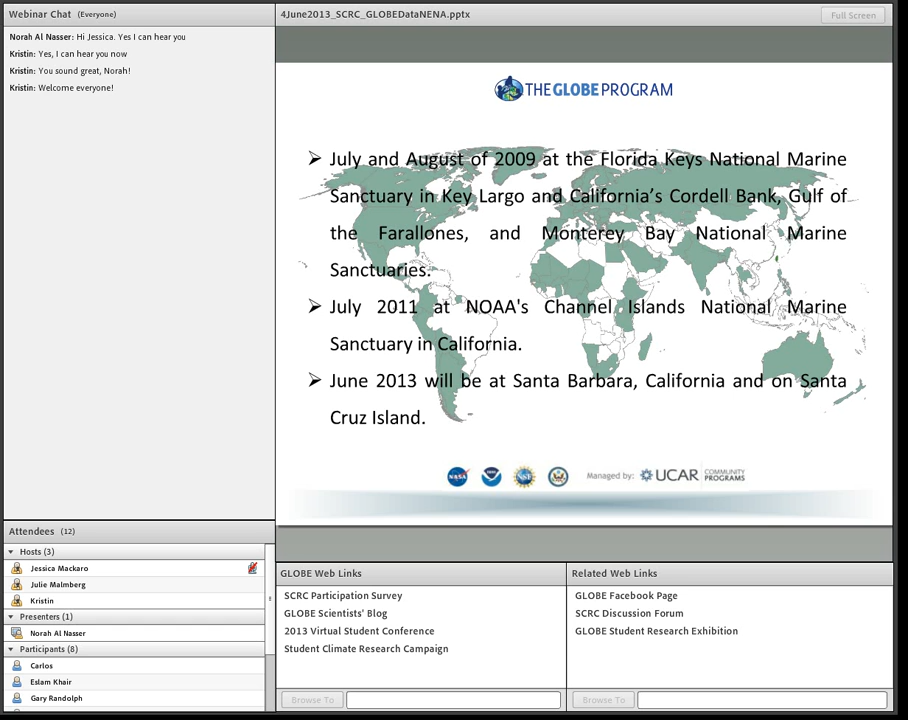 Webinar Chat (Everyone)
Norah Al Nasser: Hi Jessica. Yes I can hear you
Kristin: Yes, I can hear you now
Kristin: You sound great, Norah!
Kristin: Welcome everyone!
4June2013_SCRC_GLOBEDataNENA.pptx
Full Screen
THE GLOBE PROGRAM
➢ July and August of 2009 at the Florida Keys National Marine
Sanctuary in Key Largo and California's Cordell Bank, Gulf of
the Farallones, and Monterey Bay National Marine
Sanctuaries.
➢ July 2011 at NOAA's Channel Islands National Marine
Sanctuary in California.
➢ June 2013 will be at Santa Barbara, California and on Santa
Cruz Island.
NASA
NSF
Managed by: UCAR COMMUNITY
PROGRAMS
Attendees (12)
Hosts (3)
Jessica Mackaro
Julie Malmberg
Kristin
Presenters (1)
Norah Al Nasser
Participants (8)
Carlos
Eslam Khair
Gary Randolph
GLOBE Web Links
SCRC Participation Survey
GLOBE Scientists' Blog
2013 Virtual Student Conference
Student Climate Research Campaign
Browse To
Related Web Links
GLOBE Facebook Page
SCRC Discussion Forum
GLOBE Student Research Exhibition
Browse To